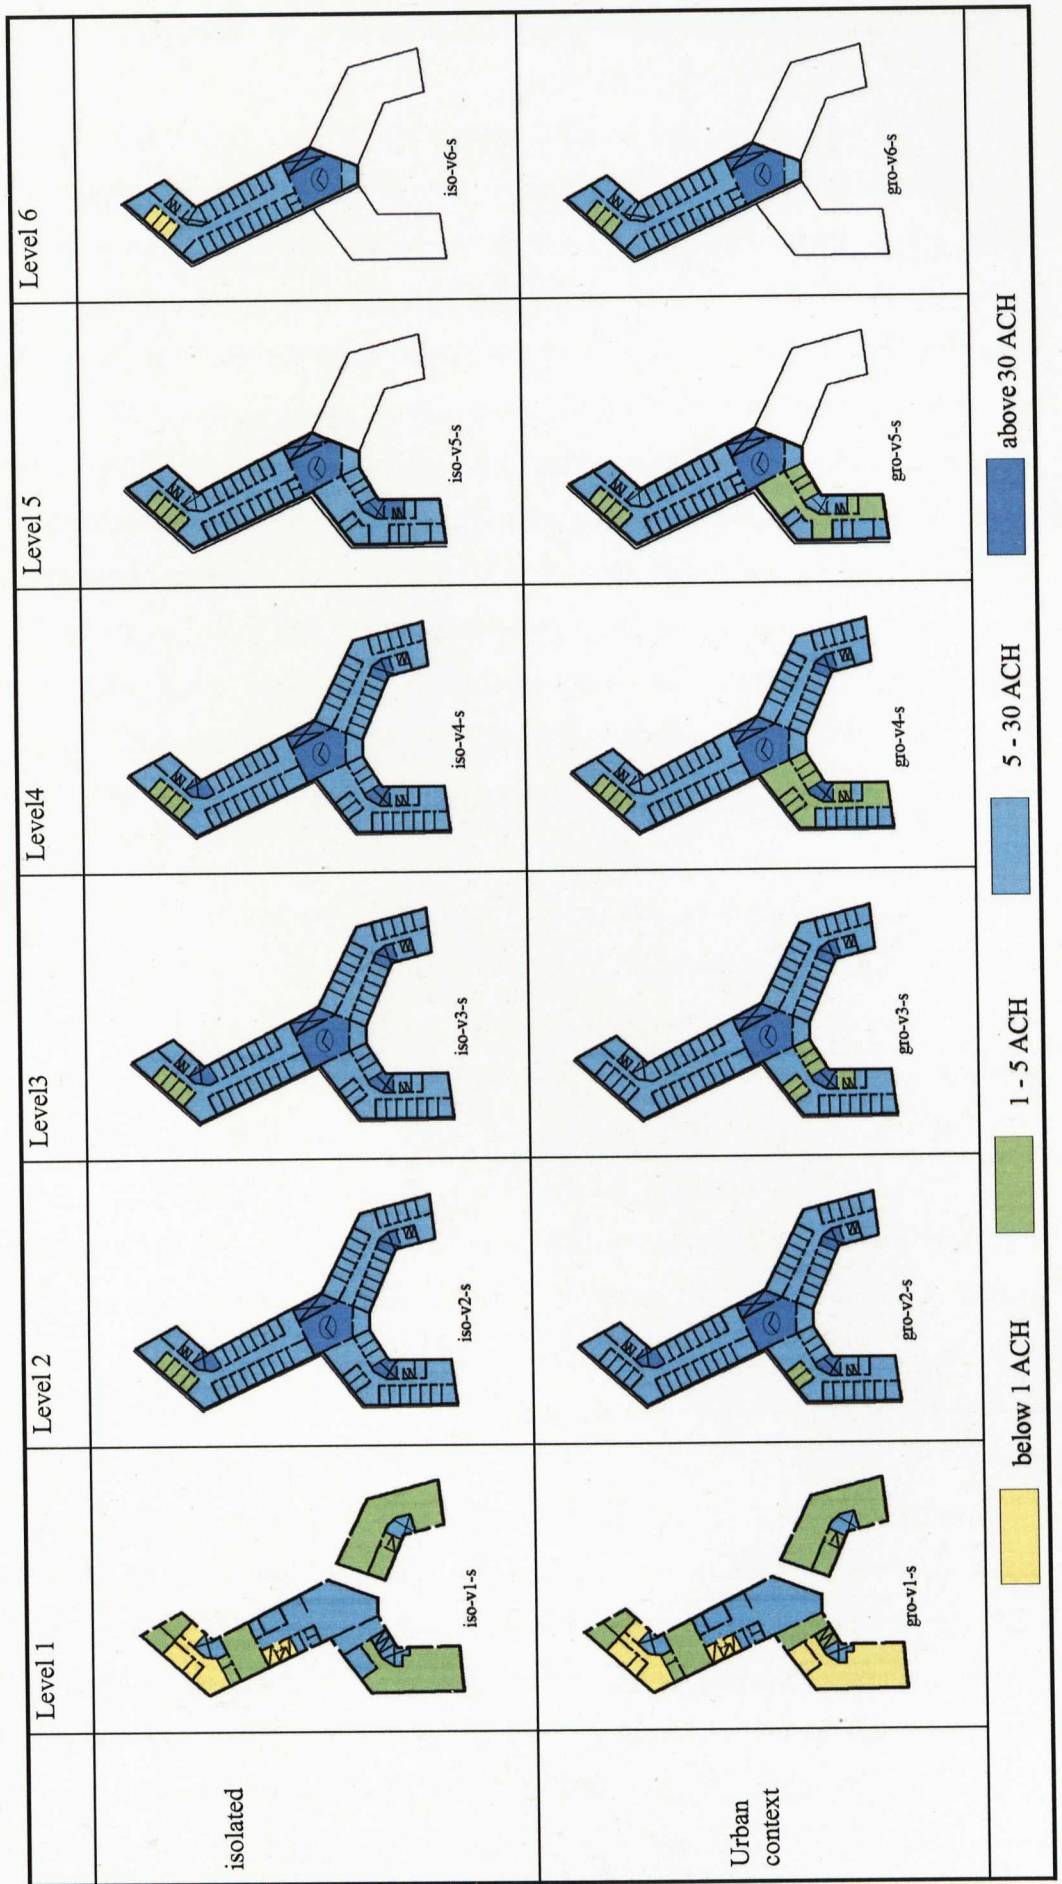 Level 1
Level 2
Level3
Level4
Level 5
Level 6
isolated
iso-v1-s
iso-v2-s
iso-v3-s
iso-v4-s
iso-v5-s
iso-v6-s
Urban
context
gro-v1-s
gro-v2-s
gro-v3-s
gro-v4-s
gro-v5-s
gro-v6-s
below 1 ACH
1 - 5 ACH
5 - 30 ACH
above 30 ACH